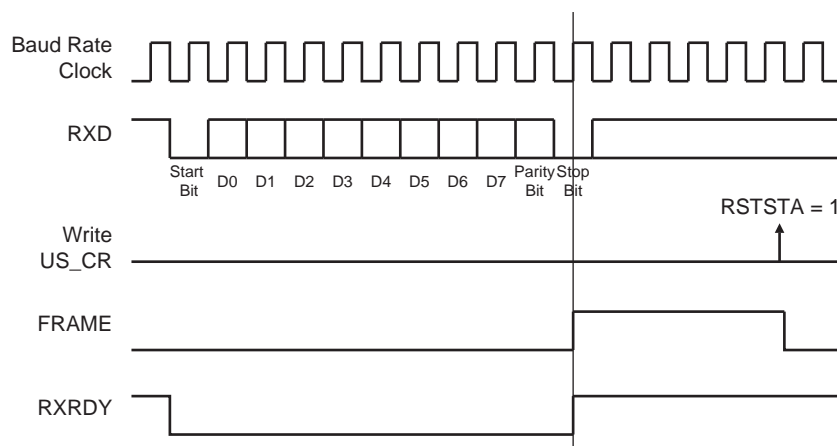 Baud Rate
Clock
RXD
Start
Bit
D0 D1 D2 D3 D4 D5 D6 D7
Parity
Bit
Stop
Bit
RSTSTA = 1
Write
US_CR
FRAME
RXRDY